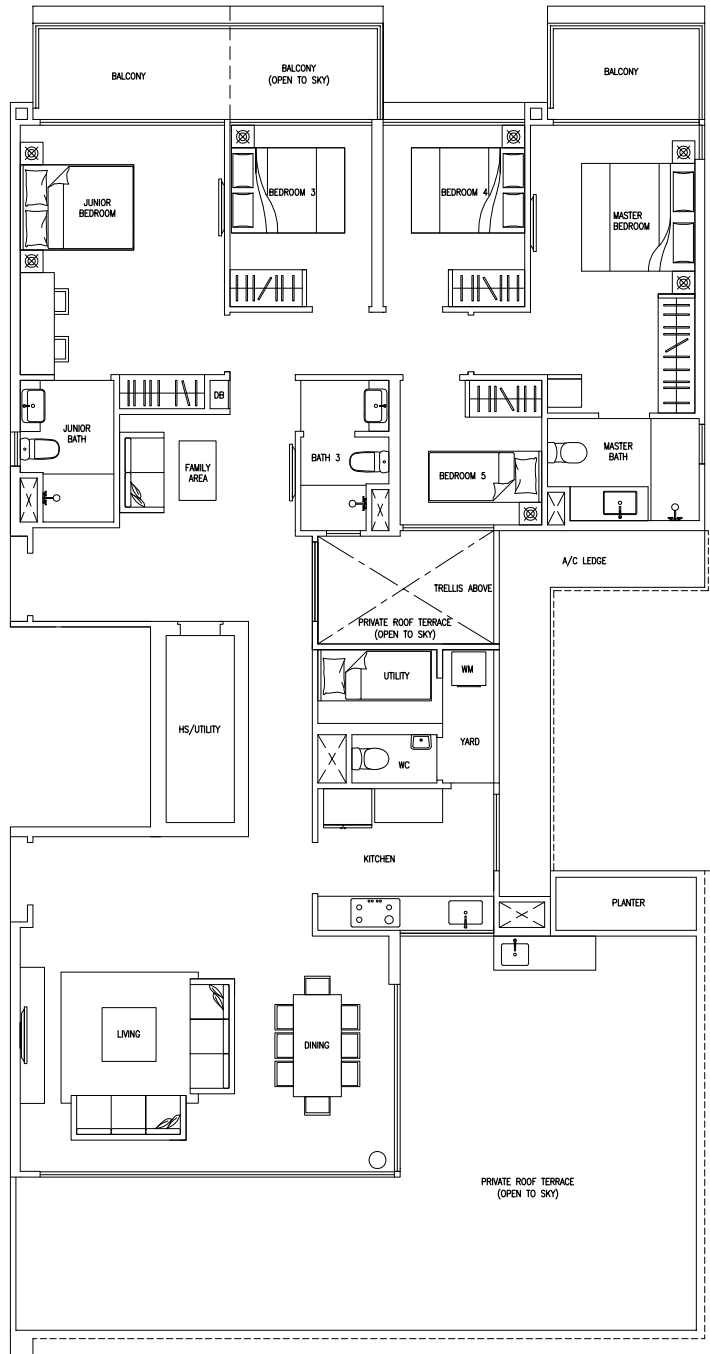 BALCONY
BALCONY
(OPEN TO SKY)
BALCONY
JUNIOR
BEDROOM
BEDROOM 3
BEDROOM 4
MASTER
BEDROOM
DB
JUNIOR
BATH
FAMILY
AREA
BATH 3
BEDROOM 5
MASTER
BATH
A/C LEDGE
TRELLIS ABOVE
PRIVATE ROOF TERRACE
(OPEN TO SKY)
UTILITY
WM
HS/UTILITY
YARD
WC
KITCHEN
PLANTER
LIVING
DINING
PRIVATE ROOF TERRACE
(OPEN TO SKY)